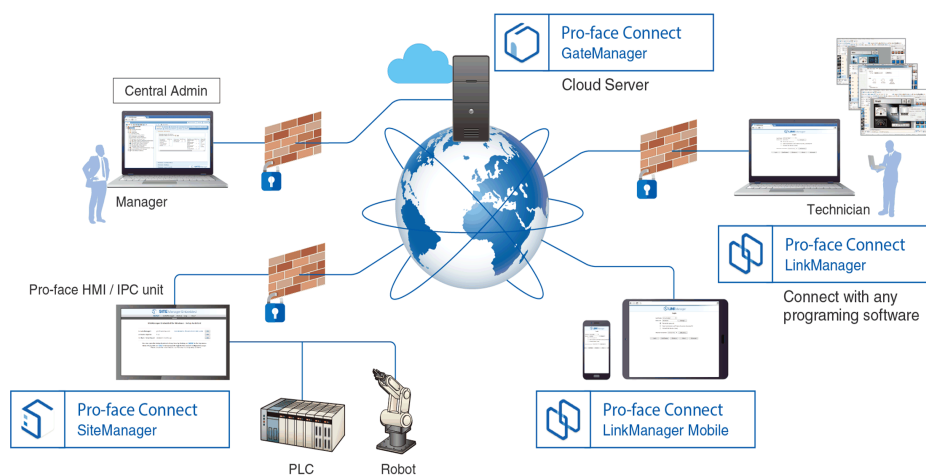 Pro-face Connect
GateManager
Cloud Server
Central Admin
Manager
Technician
Pro-face Connect
LinkManager
Connect with any
programing software
Pro-face HMI / IPC unit
Pro-face Connect
SiteManager
PLC
Robot
Pro-face Connect
LinkManager Mobile